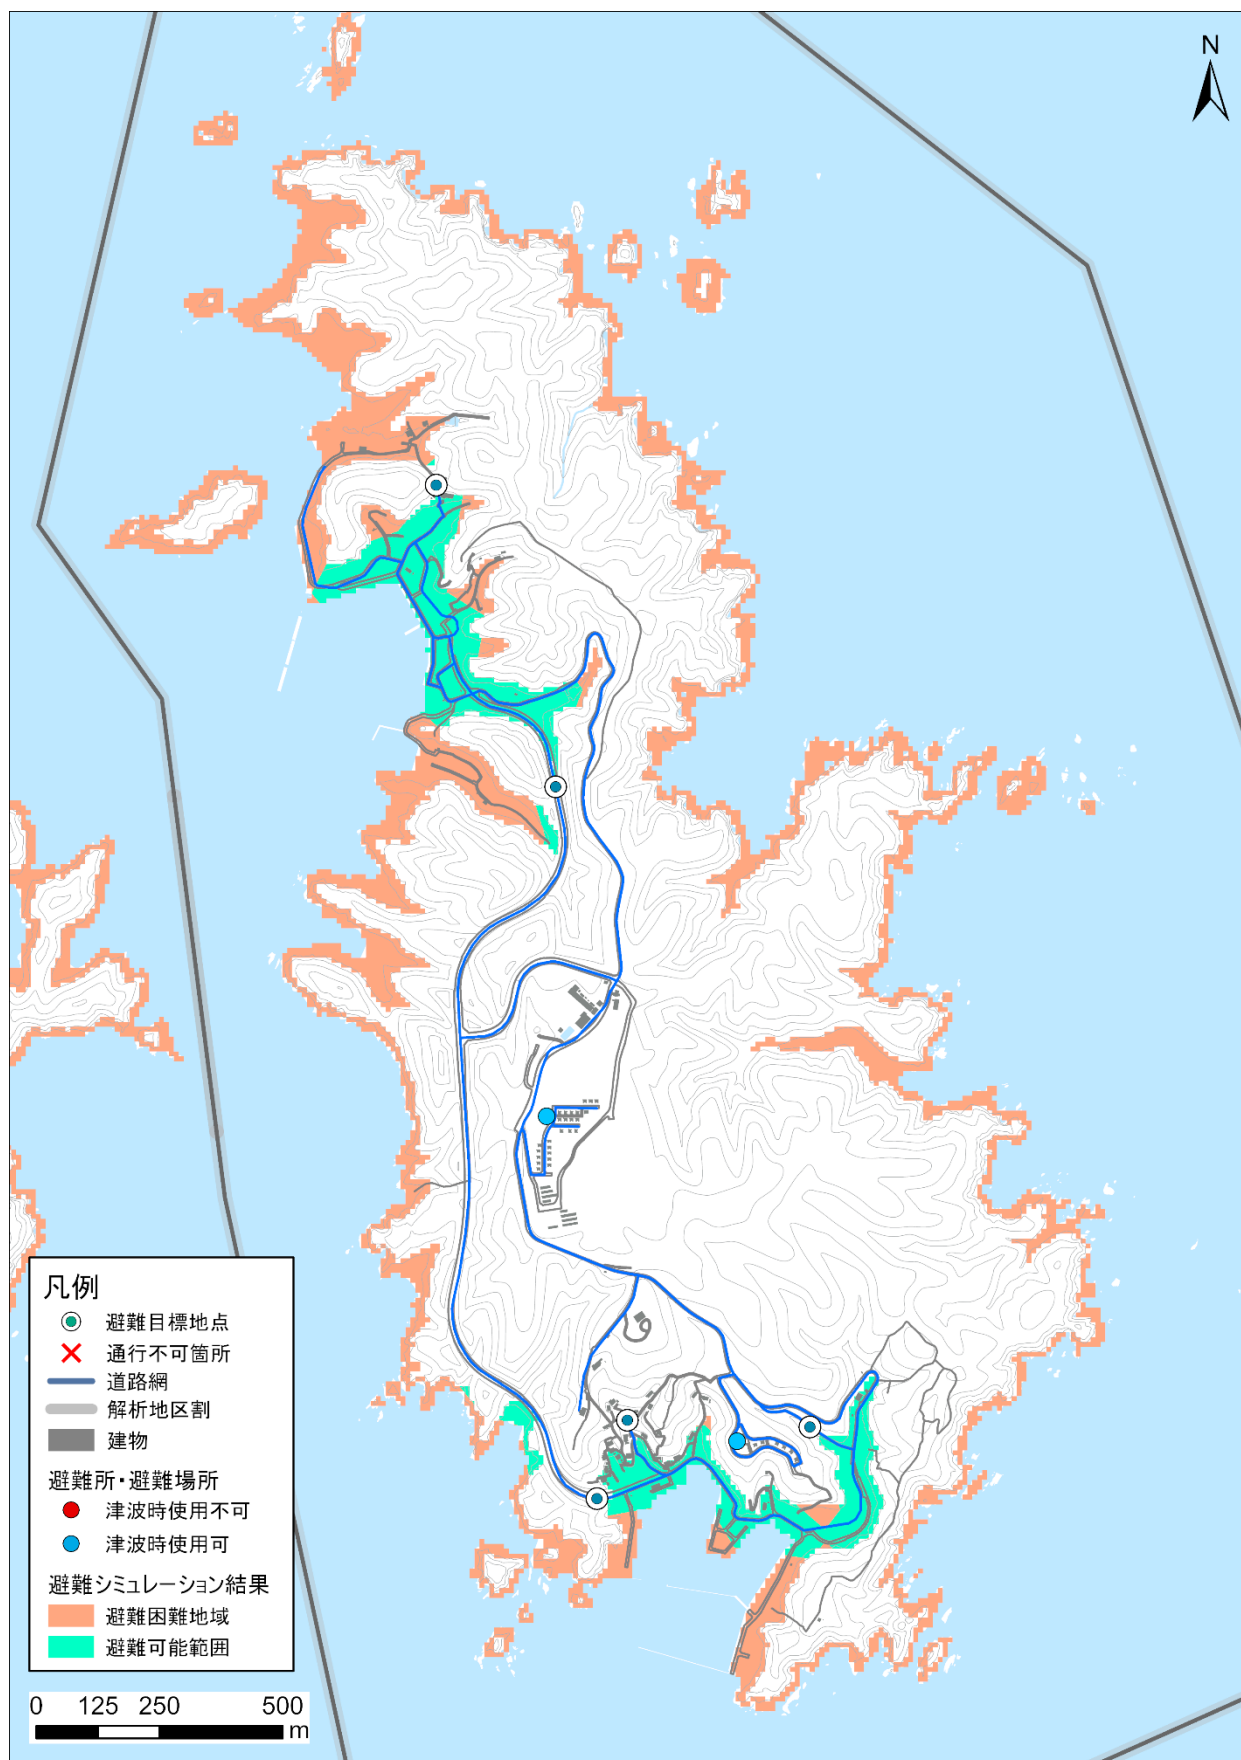 N
凡例
避難目標地点
通行不可箇所
道路網
解析地区割
建物
避難所・避難場所
津波時使用不可
津波時使用可
避難シミュレーション結果
避難困難地域
避難可能範囲
0 125 250 500
m